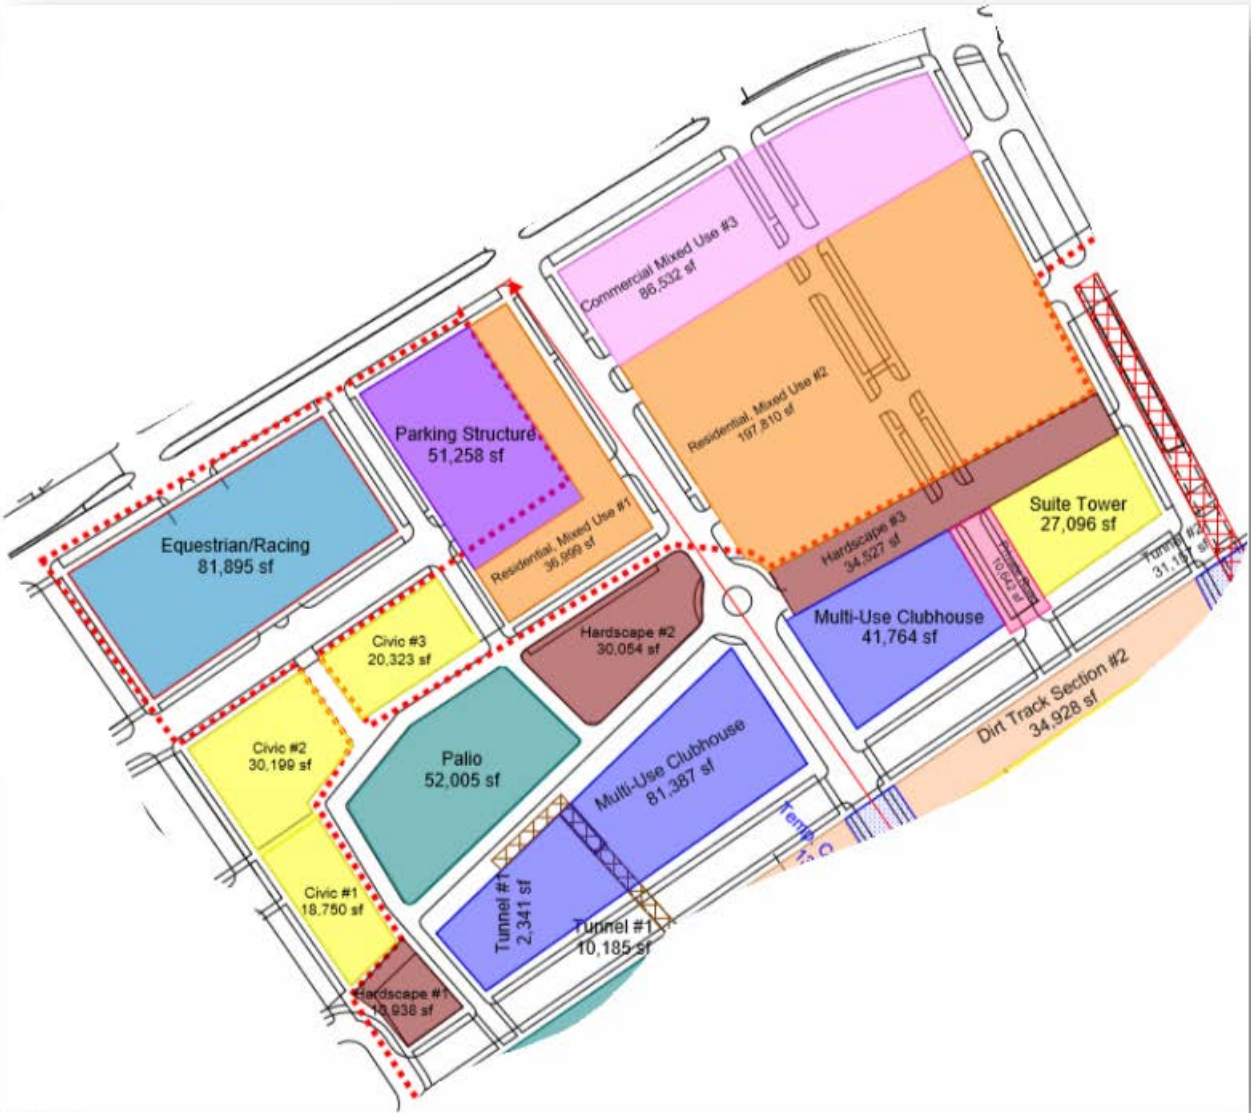 Commercial Mixed Use #3
86,532 sf
Residential, Mixed Use #2
197,810 sf
Parking Structure
51,258 sf
Residential, Mixed Use #1
36,999 sf
Equestrian/Racing
81,895 sf
Suite Tower
27,096 sf
Hardscape #3
34,527 sf
Tunnel #2
31,157 sf
10,642 sf
Multi-Use Clubhouse
41,764 sf
Hardscape #2
30,054 sf
Civic #3
20,323 sf
Dirt Track Section #2
34,928 sf
Civic #2
30,199 sf
Palio
52,005 sf
Multi-Use Clubhouse
81,387 sf
Temp
Civic #1
18,750 sf
Tunnel #1
2,341 sf
Tunnel #1
10,185 sf
Hardscape #1
10,938 sf